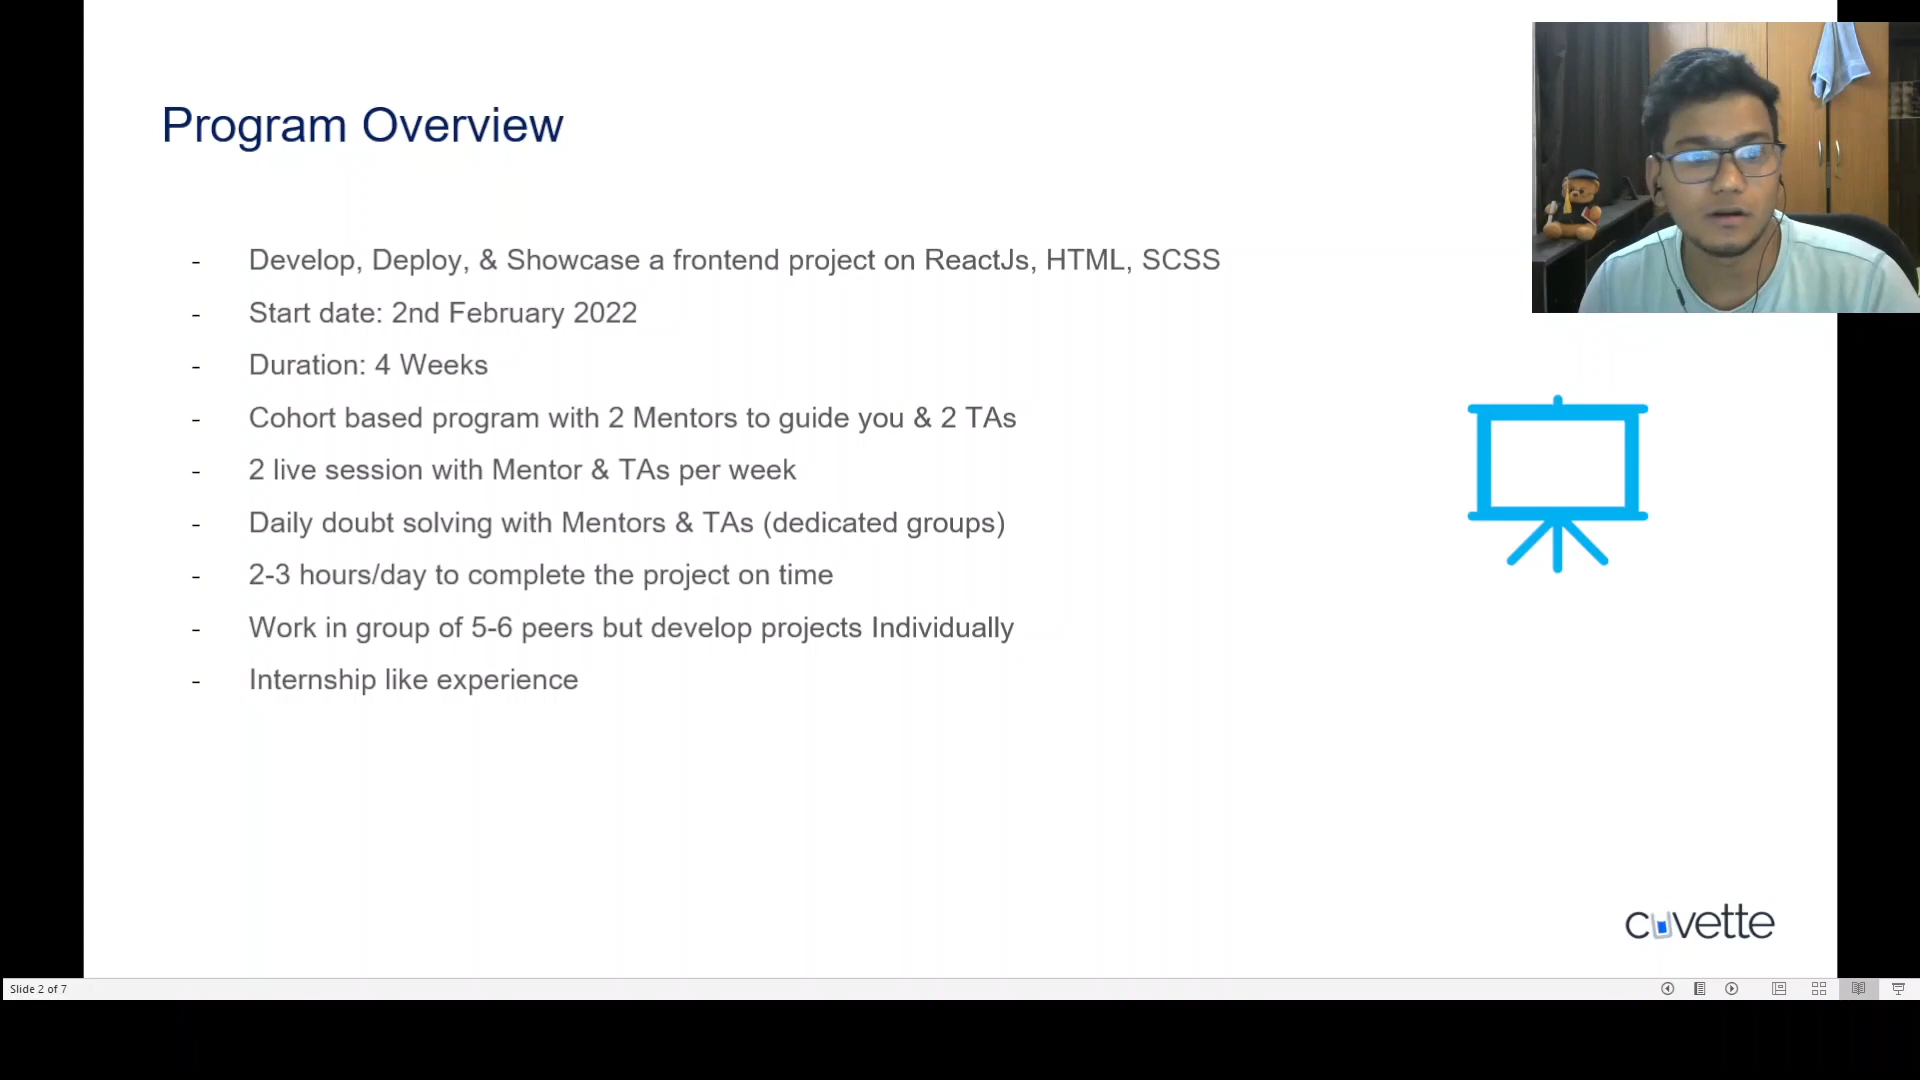 Program Overview
- Develop, Deploy, & Showcase a frontend project on ReactJs, HTML, SCSS
- Start date: 2nd February 2022
- Duration: 4 Weeks
- Cohort based program with 2 Mentors to guide you & 2 TAs
- 2 live session with Mentor & TAs per week
- Daily doubt solving with Mentors & TAs (dedicated groups)
- 2-3 hours/day to complete the project on time
- Work in group of 5-6 peers but develop projects Individually
- Internship like experience
cuvette
Slide 2 of 7